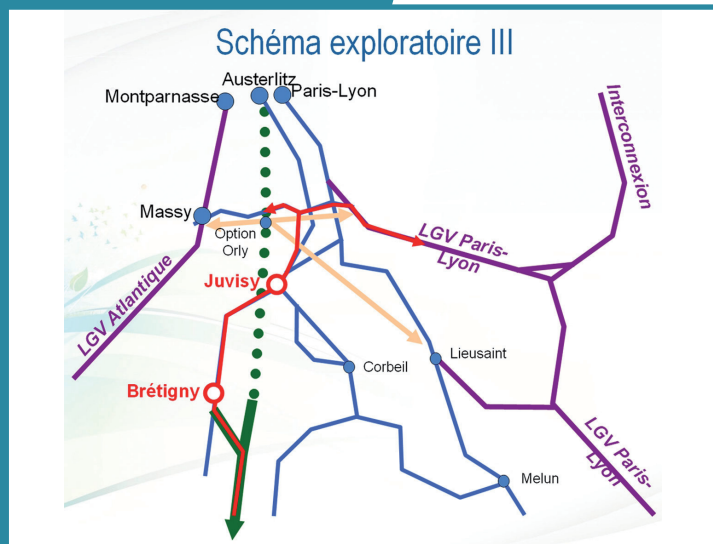 Schéma exploratoire III
Austerlitz
Montparnasse
Paris-Lyon
Interconnexion
Massy
Option
Orly
LGV Paris-
Lyon
Juvisy
LGV Atlantique
Lieusaint
Corbeil
Brétigny
LGV Paris-
Lyon
Melun